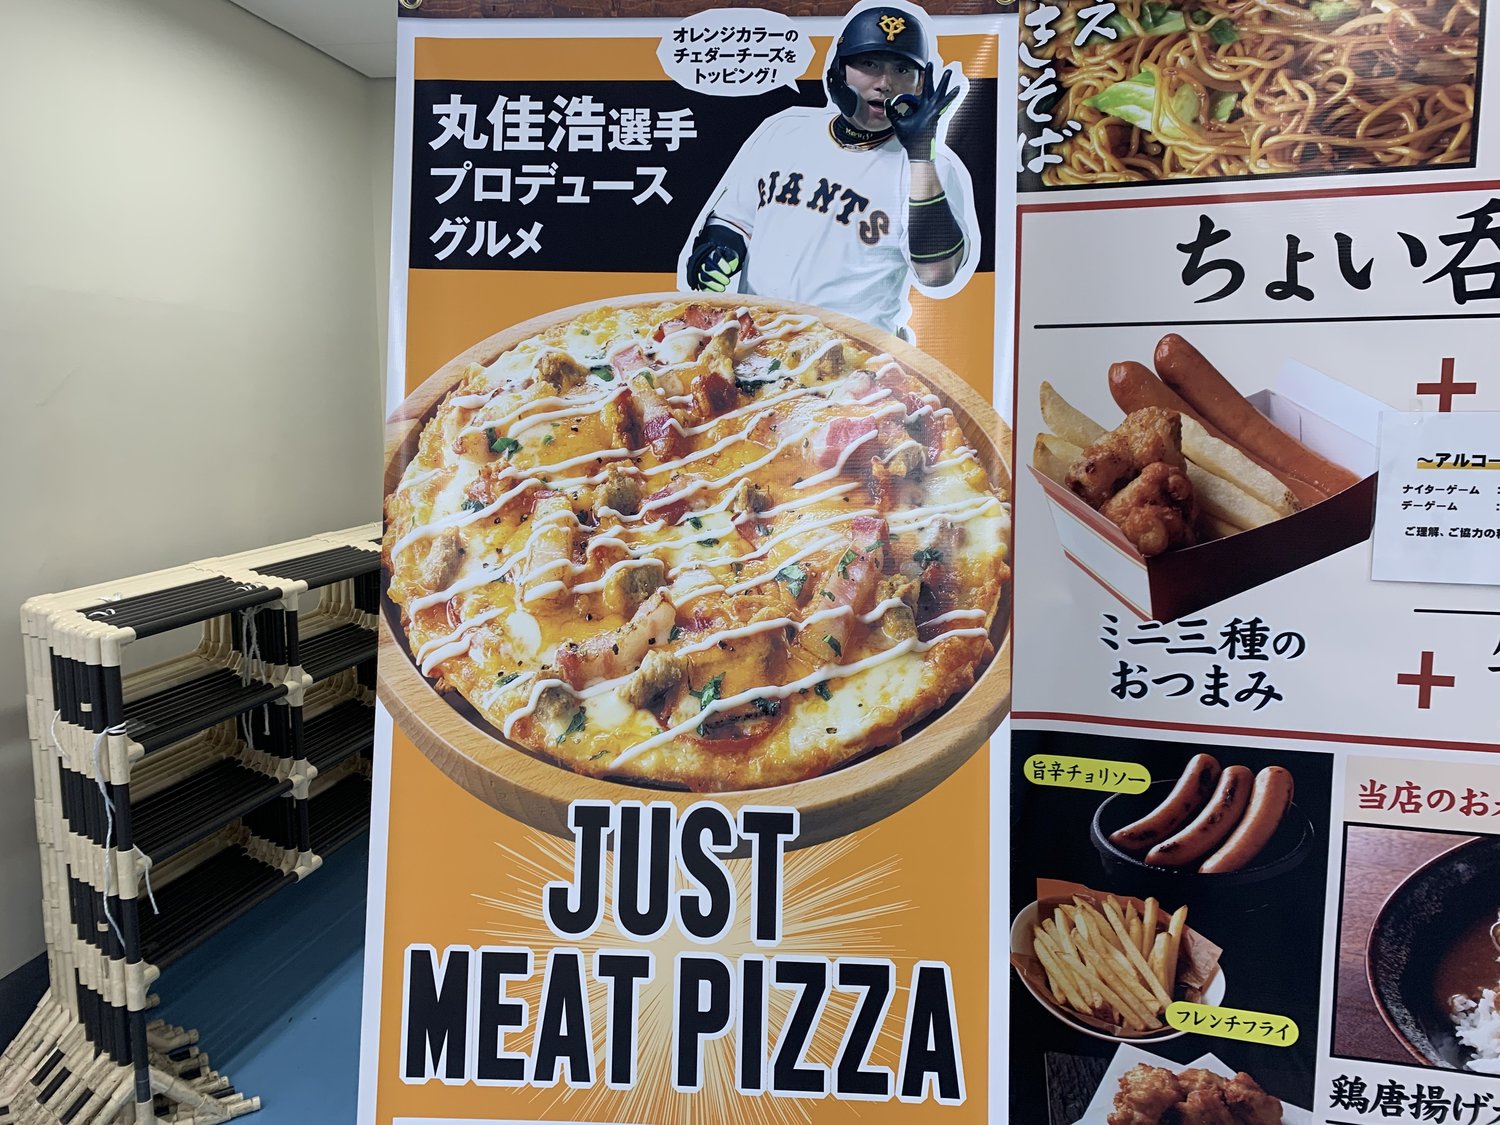 オレンジカラーの
チェダーチーズを
トッピング!
丸佳浩選手
プロデュース
グルメ
GIANTS
JUST
MEAT PIZZA
きそば
ちょい呑
+
～アルコー
ナイターゲーム :
デーゲーム :
ご理解、ご協力の
ミニ三種の
おつまみ
+
旨辛チョリソー
フレンチフライ
当店のお
鶏唐揚げ